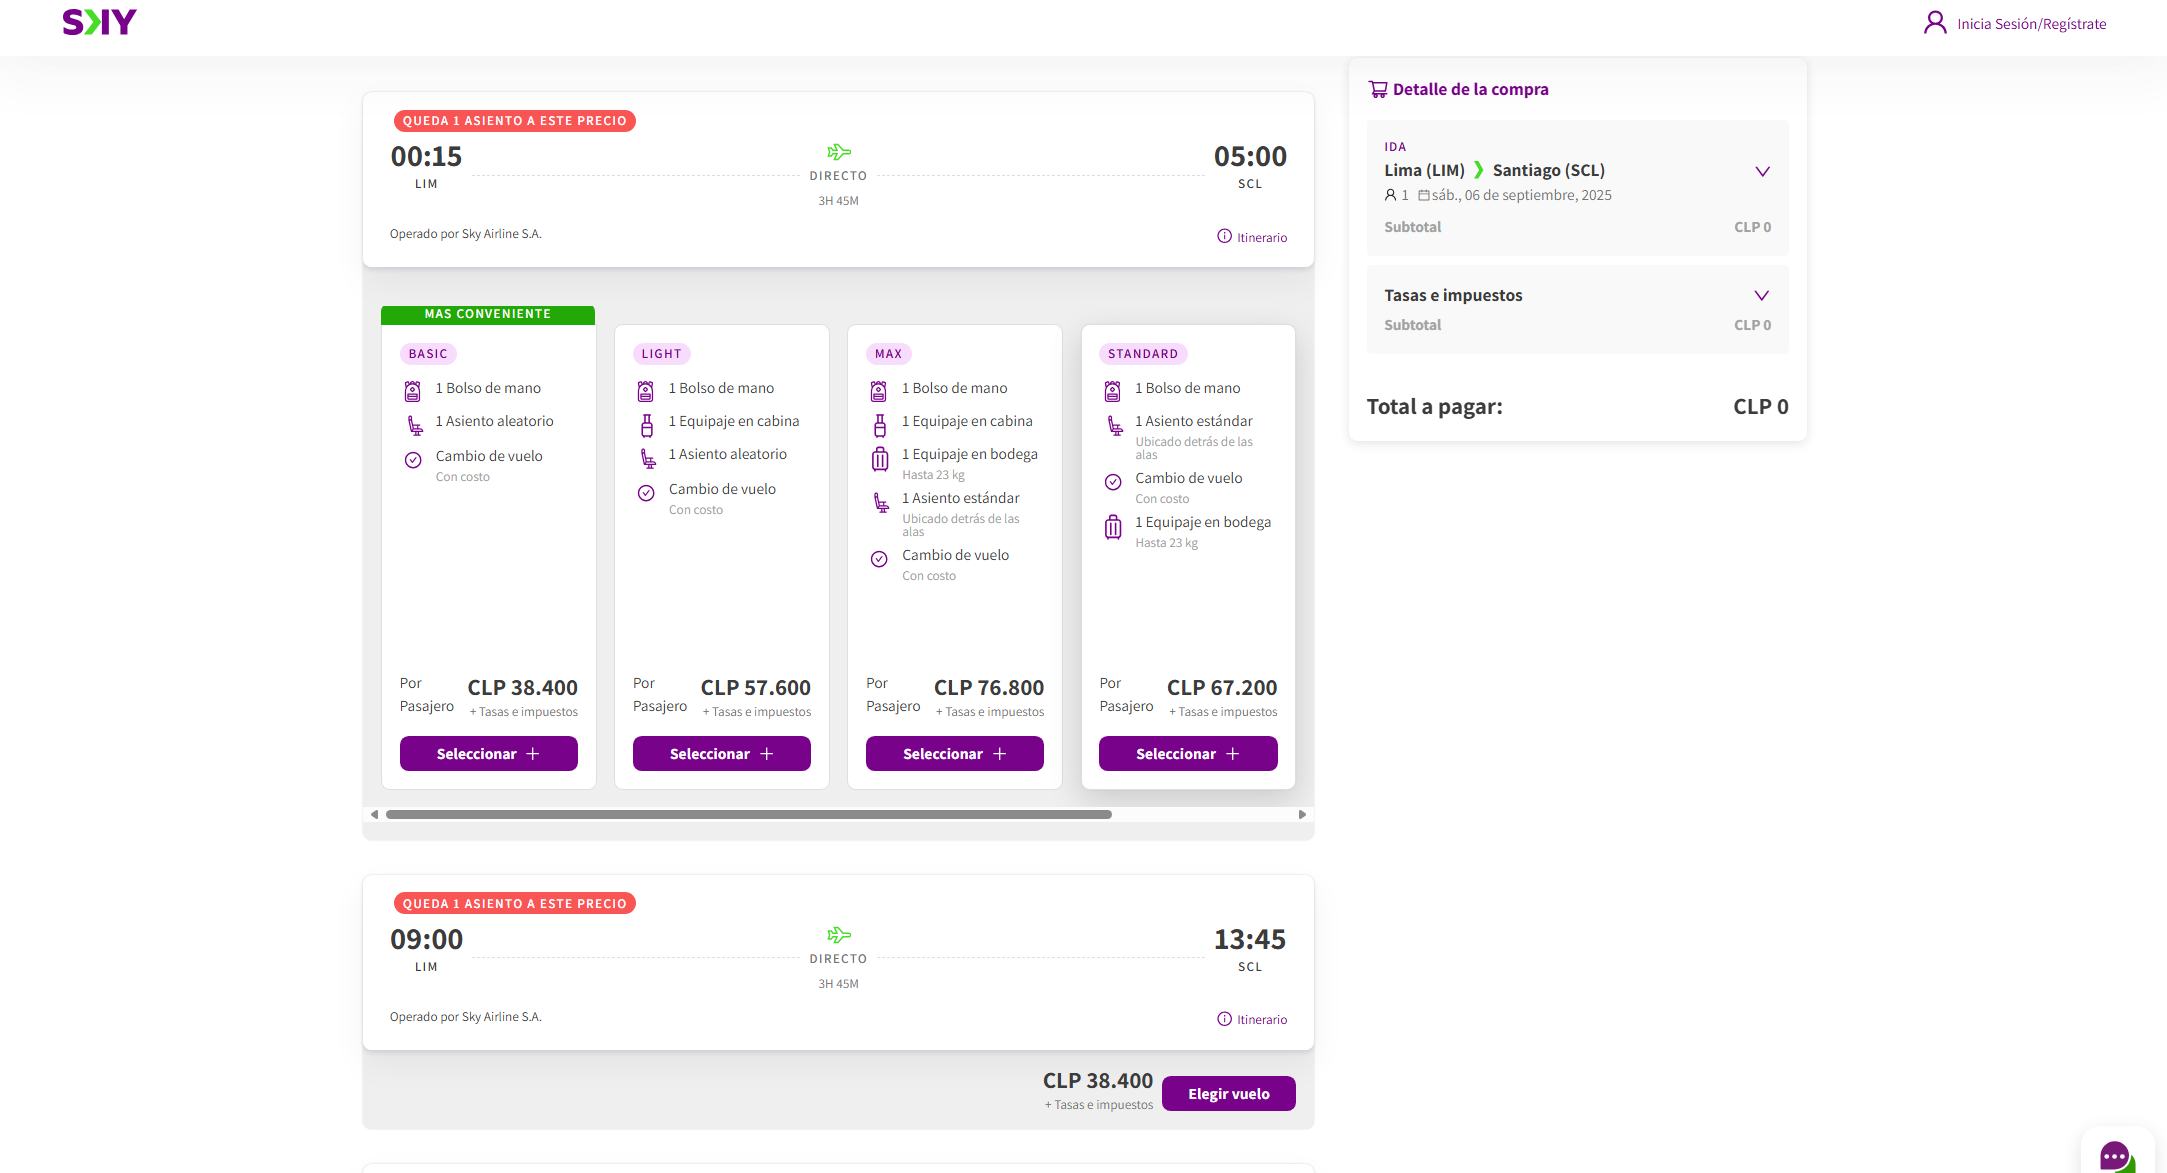 SKY
Inicia Sesión/Regístrate
QUEDA 1 ASIENTO A ESTE PRECIO
00:15
LIM
DIRECTO
3H 45M
05:00
SCL
Operado por Sky Airline S.A.
Itinerario
MAS CONVENIENTE
BASIC
1 Bolso de mano
1 Asiento aleatorio
Cambio de vuelo
Con costo
Por
Pasajero
CLP 38.400
+ Tasas e impuestos
Seleccionar
LIGHT
1 Bolso de mano
1 Equipaje en cabina
1 Asiento aleatorio
Cambio de vuelo
Con costo
Por
Pasajero
CLP 57.600
+ Tasas e impuestos
Seleccionar
MAX
1 Bolso de mano
1 Equipaje en cabina
1 Equipaje en bodega
Hasta 23 kg
1 Asiento estándar
Ubicado detrás de las
alas
Cambio de vuelo
Con costo
Por
Pasajero
CLP 76.800
+ Tasas e impuestos
Seleccionar
STANDARD
1 Bolso de mano
1 Asiento estándar
Ubicado detrás de las
alas
Cambio de vuelo
Con costo
1 Equipaje en bodega
Hasta 23 kg
Por
Pasajero
CLP 67.200
+ Tasas e impuestos
Seleccionar
QUEDA 1 ASIENTO A ESTE PRECIO
09:00
LIM
DIRECTO
3H 45M
13:45
SCL
Operado por Sky Airline S.A.
Itinerario
CLP 38.400
+ Tasas e impuestos
Elegir vuelo
Detalle de la compra
IDA
Lima (LIM) Santiago (SCL)
1 sáb., 06 de septiembre, 2025
Subtotal CLP 0
Tasas e impuestos
Subtotal CLP 0
Total a pagar: CLP 0